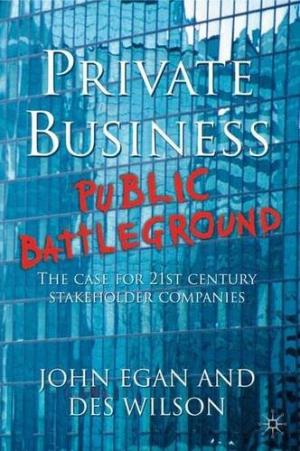 PRIVATE
BUSINESS
PUBLIC
BATTLEGROUND
THE CASE FOR 21ST CENTURY
STAKEHOLDER COMPANIES
JOHN EGAN AND
DES WILSON